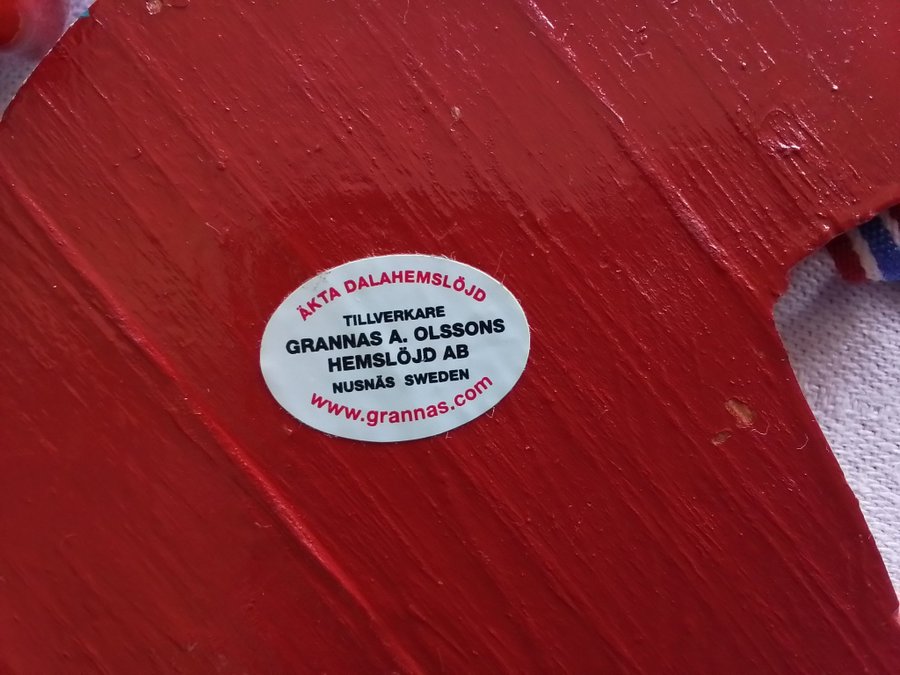 ÄKTA DALAHEMSLÖJD
TILLVERKARE
GRANNAS A. OLSSONS
HEMSLÖJD AB
NUSNÄS SWEDEN
www.grannas.com